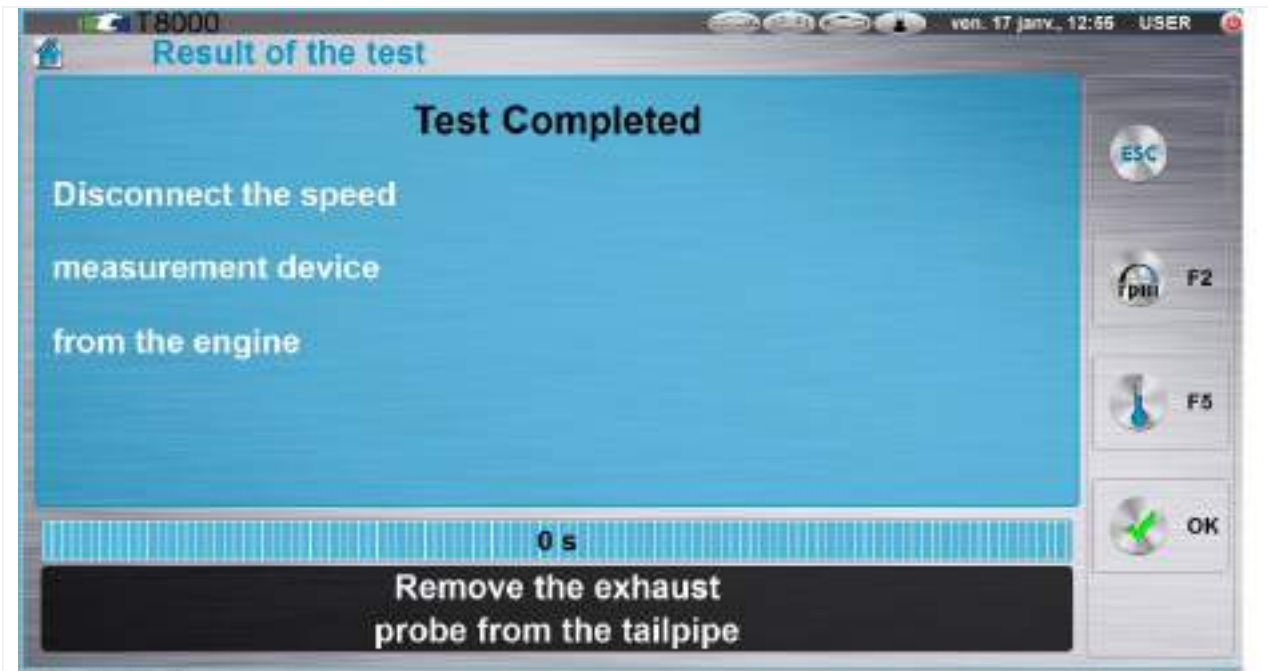 T8000
ven. 17 janv., 12:55 USER
Result of the test
Test Completed
Disconnect the speed
measurement device
from the engine
ESC
rpm F2
F5
OK
0 s
Remove the exhaust
probe from the tailpipe